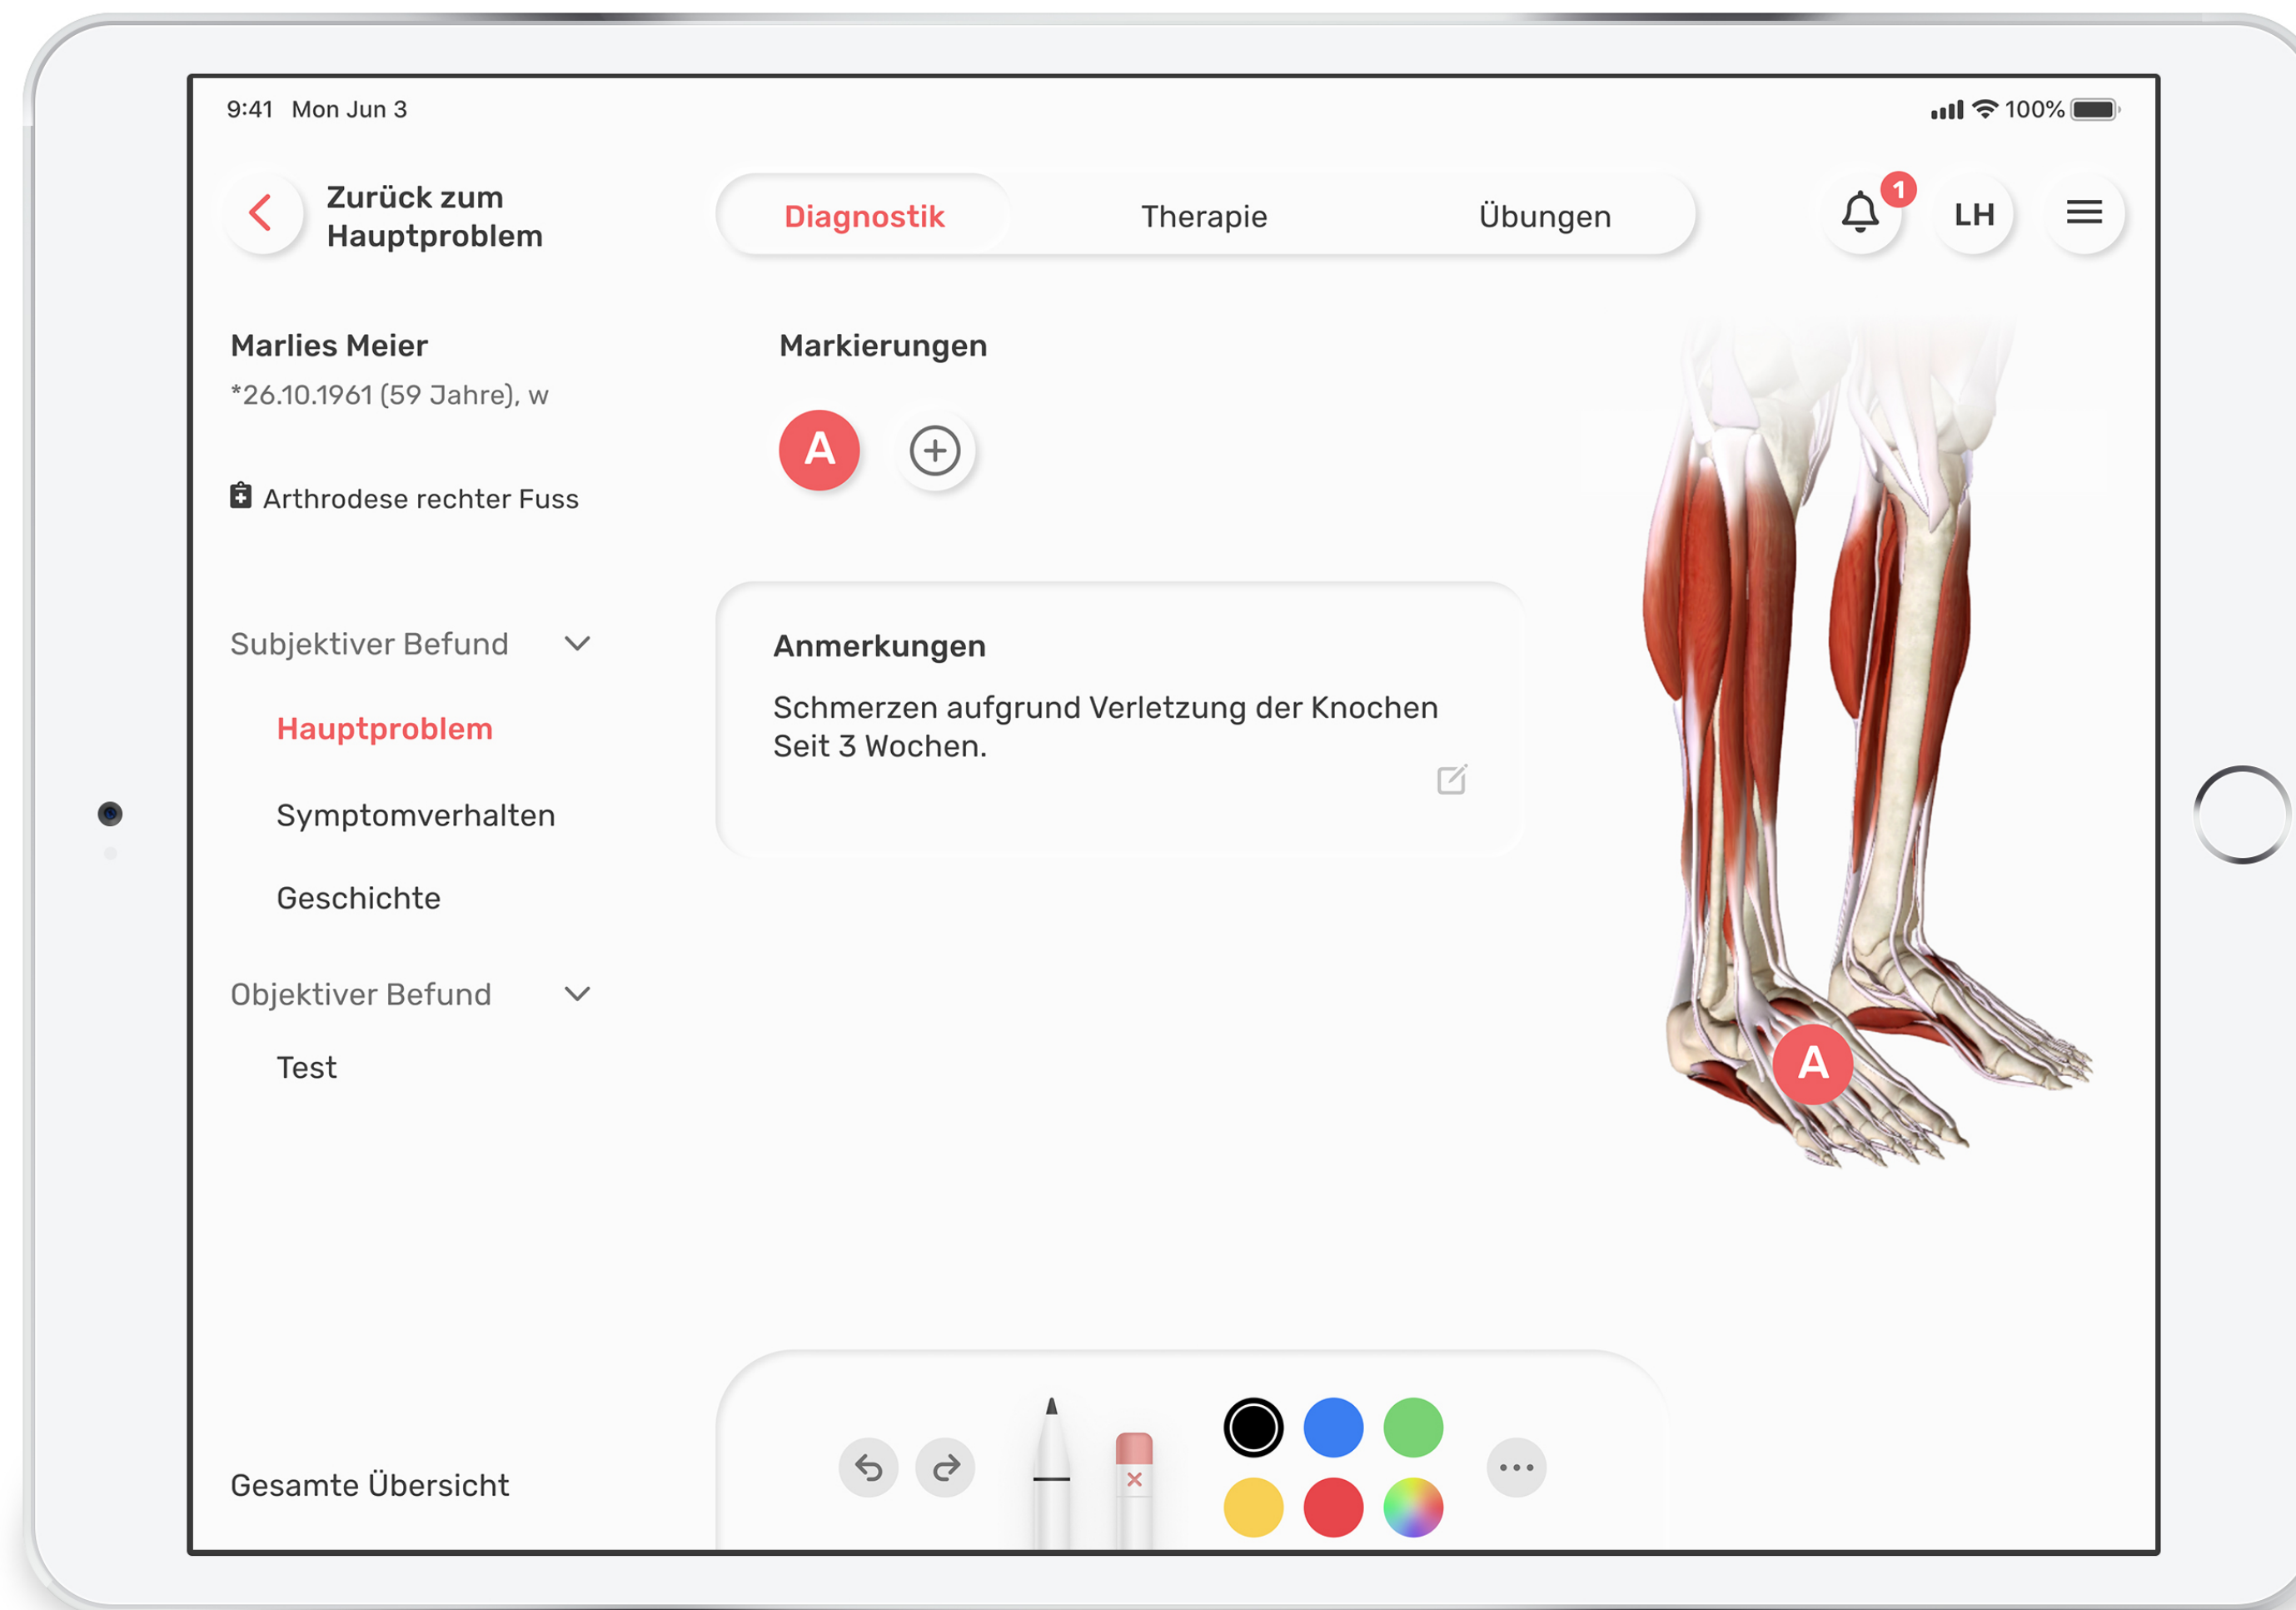 9:41 Mon Jun 3
100%
Zurück zum
Hauptproblem
Diagnostik
Therapie
Übungen
1
LH
Marlies Meier
*26.10.1961 (59 Jahre), w
Arthrodese rechter Fuss
Subjektiver Befund
Hauptproblem
Symptomverhalten
Geschichte
Objektiver Befund
Test
Gesamte Übersicht
Markierungen
A
Anmerkungen
Schmerzen aufgrund Verletzung der Knochen
Seit 3 Wochen.
A